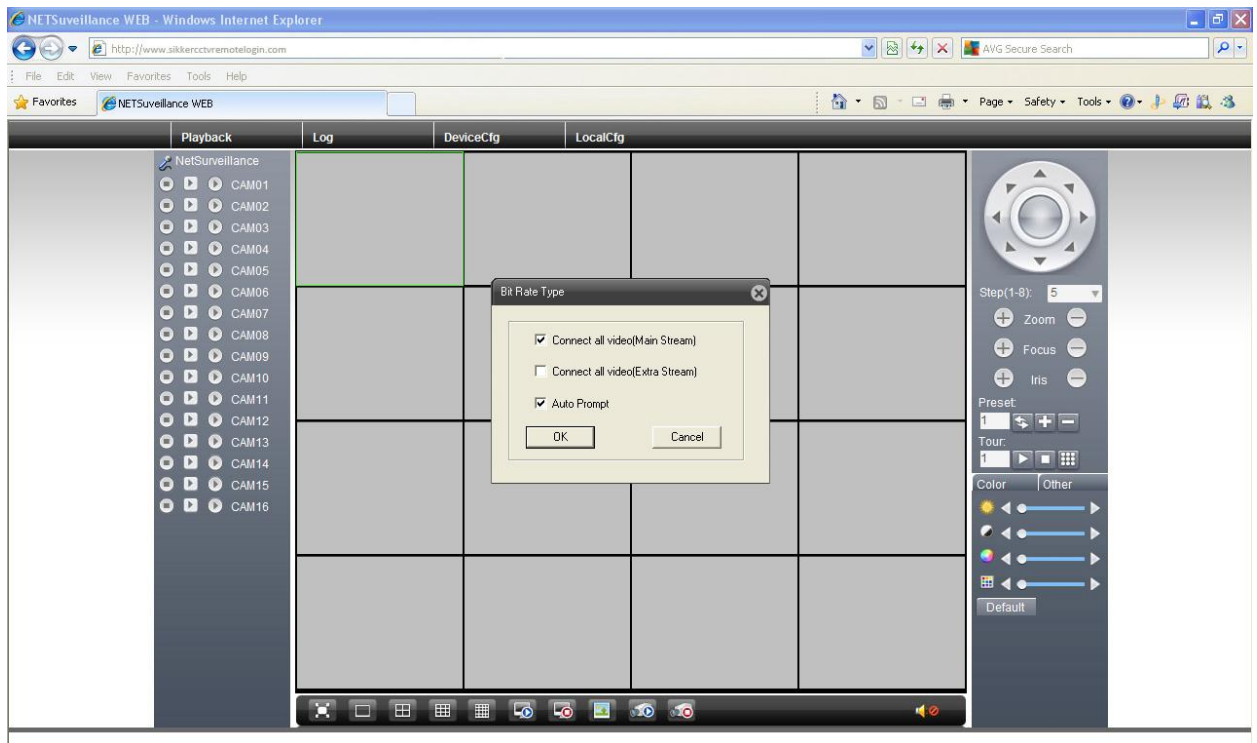 NETSuveillance WEB - Windows Internet Explorer
http://www.sikkercctvremotelogin.com
AVG Secure Search
File Edit View Favorites Tools Help
Favorites NETSuveillance WEB
Page Safety Tools
Playback Log DeviceCfg LocalCfg
NetSurveillance
CAM01
CAM02
CAM03
CAM04
CAM05
CAM06
CAM07
CAM08
CAM09
CAM10
CAM11
CAM12
CAM13
CAM14
CAM15
CAM16
Bit Rate Type
Connect all video(Main Stream)
Connect all video(Extra Stream)
Auto Prompt
OK Cancel
Step(1-8): 5
Zoom
Focus
Iris
Preset:
1
Tour:
1
Color Other
Default